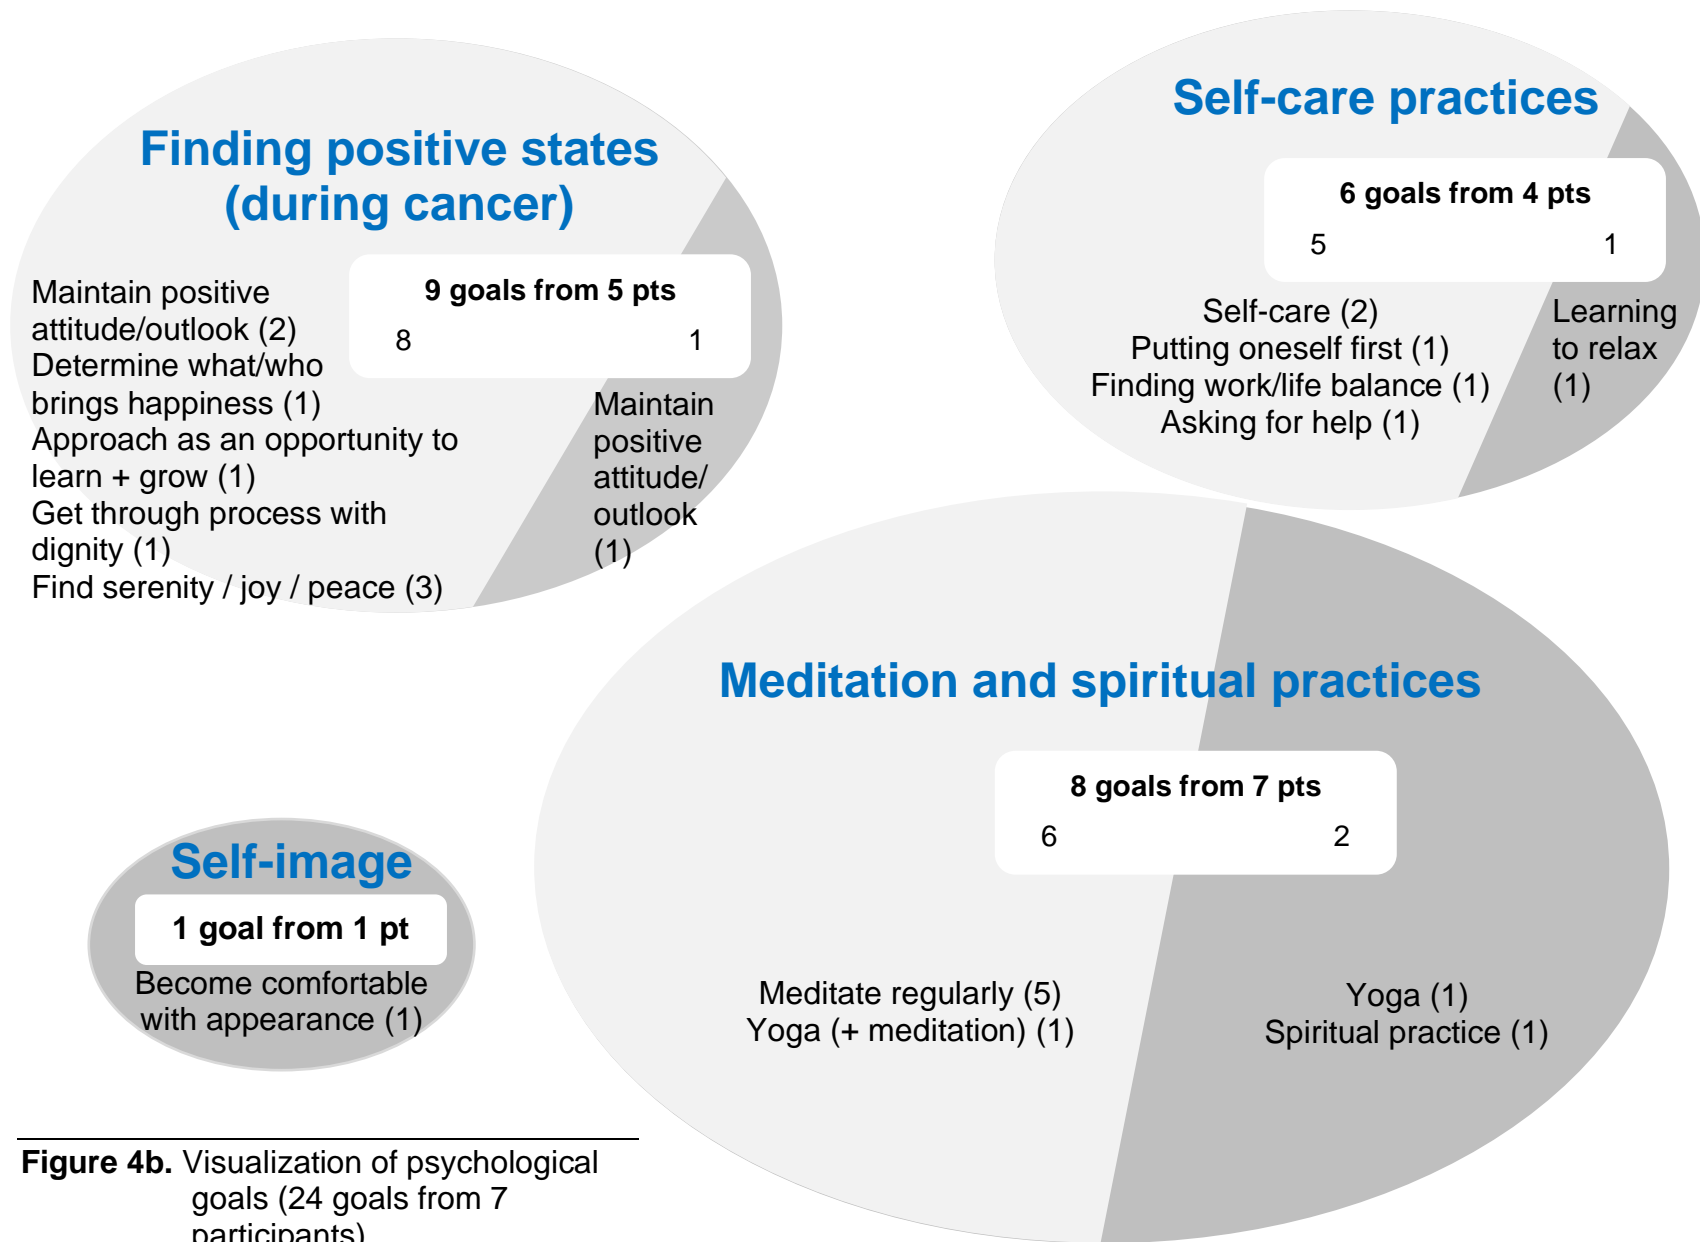 Finding positive states
(during cancer)
9 goals from 5 pts
8 1
Maintain positive
attitude/outlook (2)
Determine what/who
brings happiness (1)
Approach as an opportunity to
learn + grow (1)
Get through process with
dignity (1)
Find serenity / joy / peace (3)
Maintain
positive
attitude/
outlook
(1)
Self-care practices
6 goals from 4 pts
5 1
Self-care (2)
Putting oneself first (1)
Finding work/life balance (1)
Asking for help (1)
Learning
to relax
(1)
Meditation and spiritual practices
8 goals from 7 pts
6 2
Meditate regularly (5)
Yoga (+ meditation) (1)
Yoga (1)
Spiritual practice (1)
Self-image
1 goal from 1 pt
Become comfortable
with appearance (1)
Figure 4b. Visualization of psychological
goals (24 goals from 7
participants)